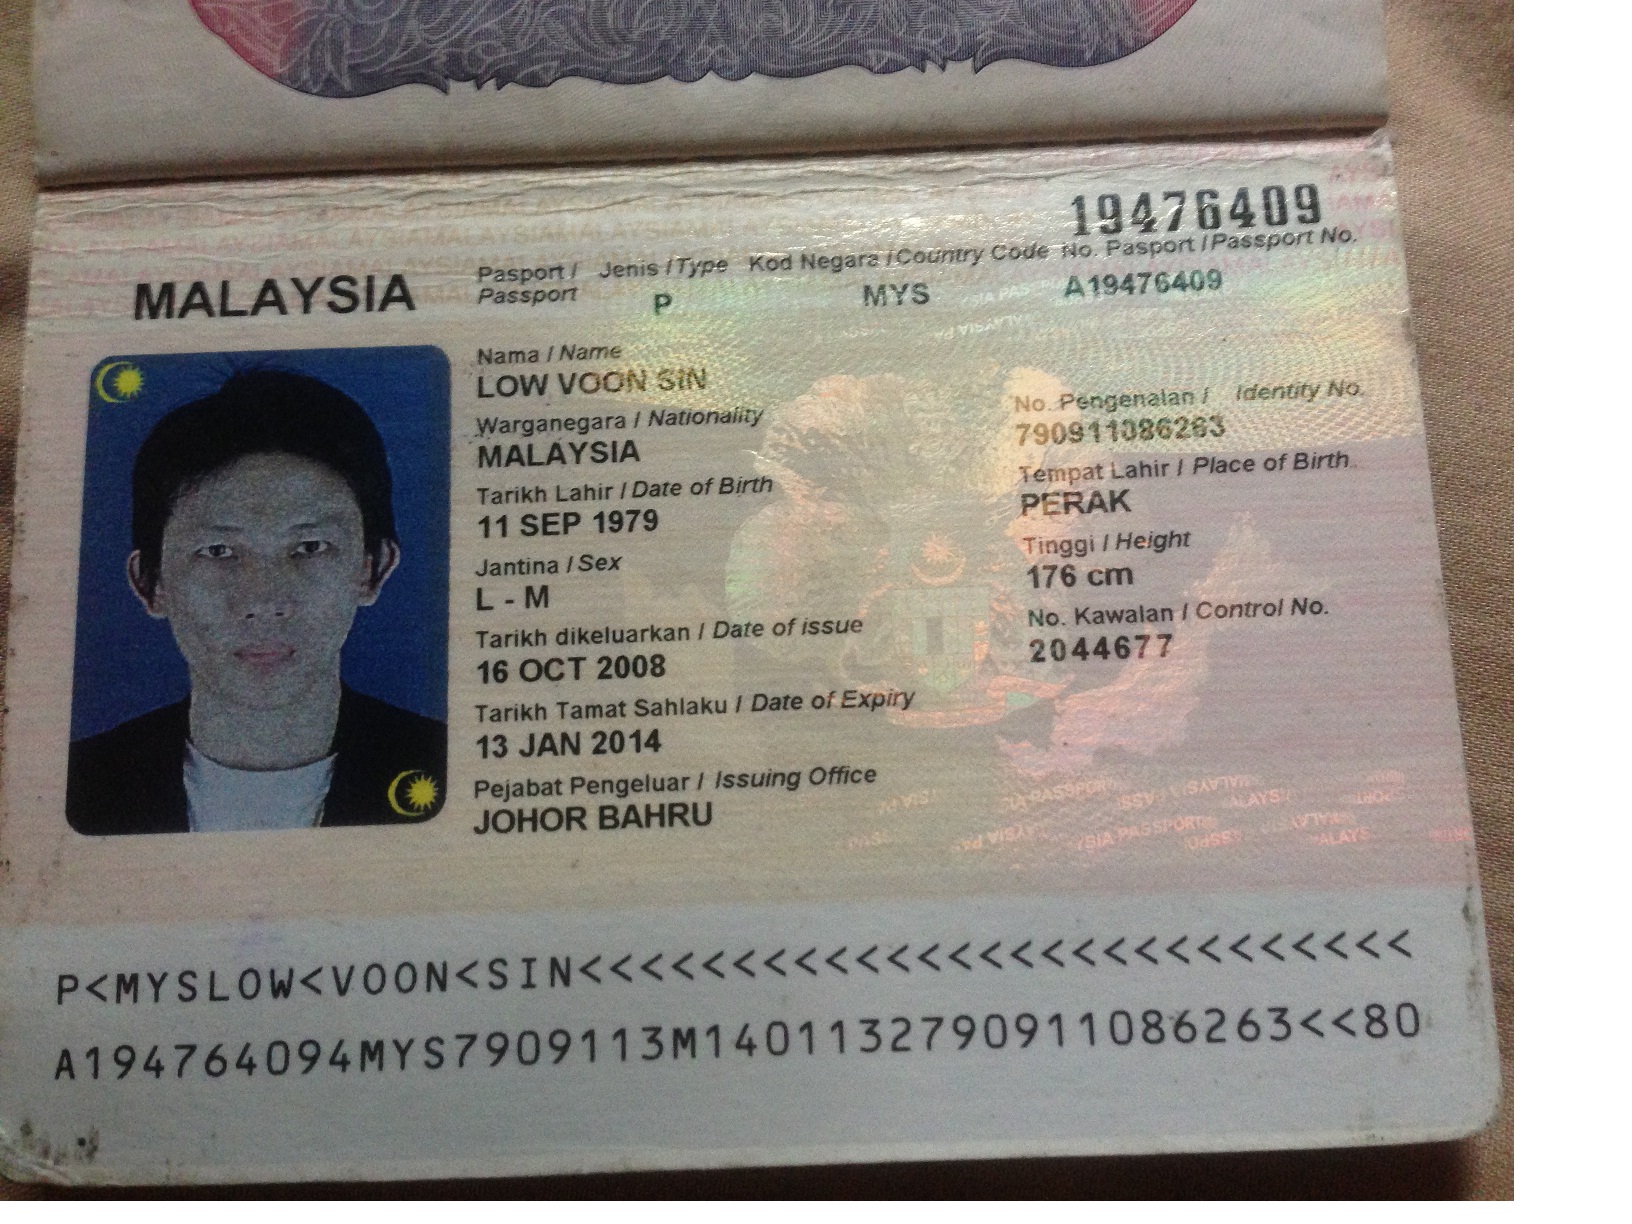 19476409
MALAYSIA
Pasport / Jenis / Type Kod Negara / Country Code No. Pasport / Passport No.
Passport P MYS A19476409
Nama / Name
LOW VOON SIN
No. Pengenalan / Identity No.
790911086263
Warganegara / Nationality
MALAYSIA
Tempat Lahir / Place of Birth
PERAK
Tarikh Lahir / Date of Birth
11 SEP 1979
Tinggi / Height
176 cm
Jantina / Sex
L - M
No. Kawalan / Control No.
2044677
Tarikh dikeluarkan / Date of issue
16 OCT 2008
Tarikh Tamat Sahlaku / Date of Expiry
13 JAN 2014
Pejabat Pengeluar / Issuing Office
JOHOR BAHRU
P<MYSLOW<VOON<SIN<<<<<<<<<<<<<<<<<<<<<<<<<<<
A194764094MYS7909113M1401132790911086263<<80